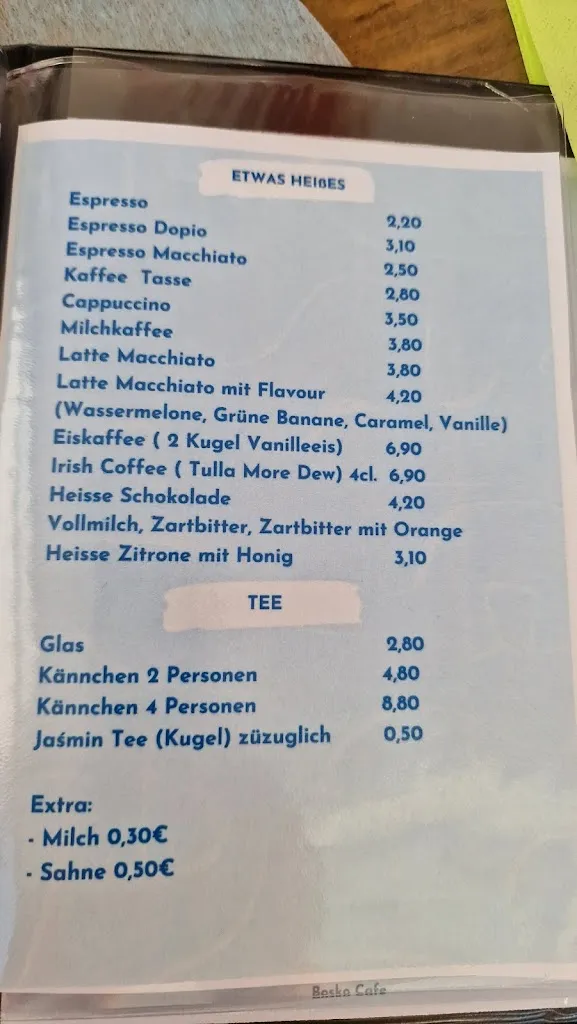 ETWAS HEIßES
Espresso 2,20
Espresso Dopio 3,10
Espresso Macchiato 2,50
Kaffee Tasse 2,80
Cappuccino 3,50
Milchkaffee 3,80
Latte Macchiato 3,80
Latte Macchiato mit Flavour 4,20
(Wassermelone, Grüne Banane, Caramel, Vanille)
Eiskaffee ( 2 Kugel Vanilleeis) 6,90
Irish Coffee ( Tulla More Dew) 4cl. 6,90
Heisse Schokolade 4,20
Vollmilch, Zartbitter, Zartbitter mit Orange
Heisse Zitrone mit Honig 3,10
TEE
Glas 2,80
Kännchen 2 Personen 4,80
Kännchen 4 Personen 8,80
Jaśmin Tee (Kugel) züzuglich 0,50
Extra:
- Milch 0,30€
- Sahne 0,50€
Boska Cafe